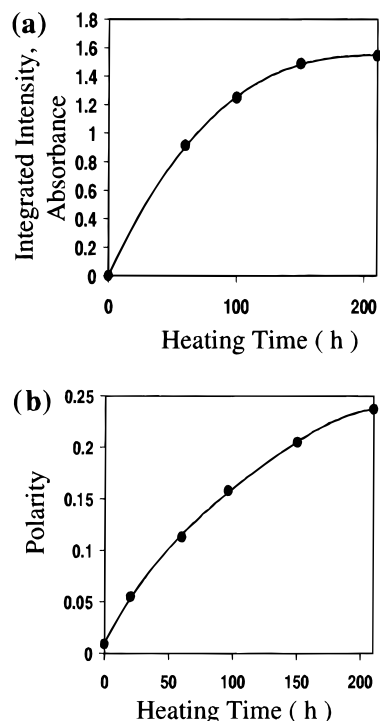 (a)
1.8
1.6
1.4
1.2
1
0.8
0.6
0.4
0.2
0
Integrated Intensity,
Absorbance
0 100 200
Heating Time ( h )
(b)
0.25
0.2
0.15
0.1
0.05
0
Polarity
0 50 100 150 200
Heating Time ( h )